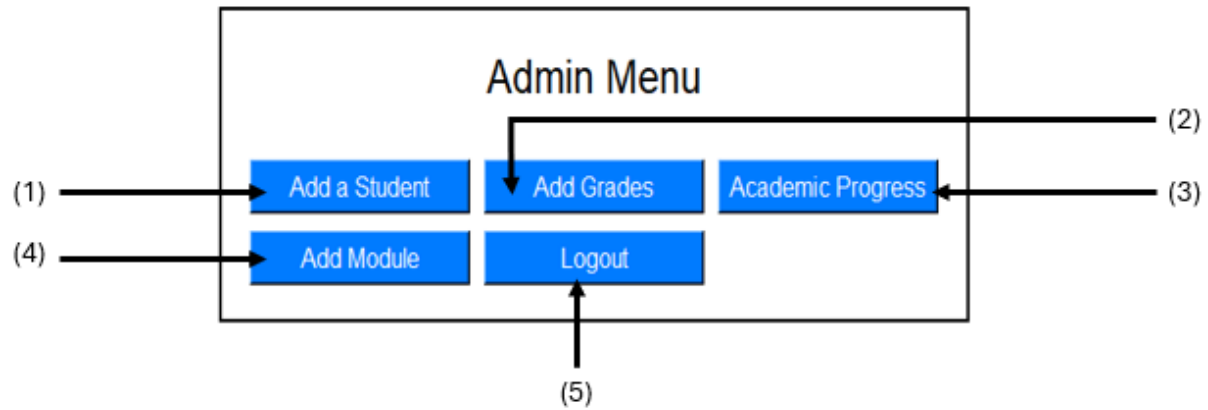 Admin Menu
(2)
(1) Add a Student Add Grades Academic Progress (3)
(4) Add Module Logout
(5)